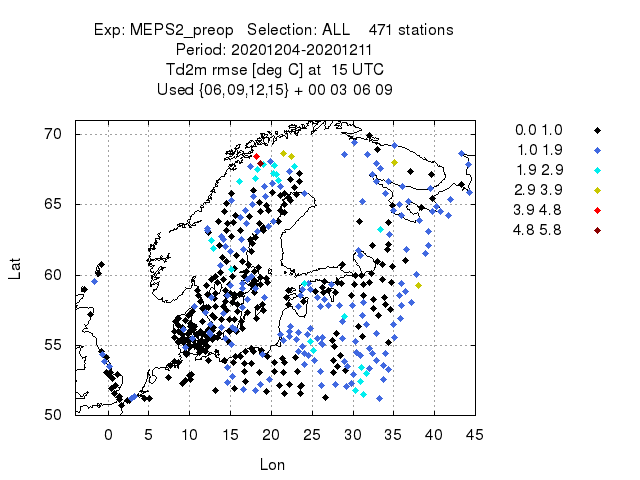 Exp: MEPS2_preop   Selection: ALL    471 stations
Period: 20201204-20201211
Td2m rmse [deg C] at  15 UTC
Used {06,09,12,15} + 00 03 06 09
70
65
60
55
50
Lat
0 5 10 15 20 25 30 35 40 45
Lon
0.0 1.0
1.0 1.9
1.9 2.9
2.9 3.9
3.9 4.8
4.8 5.8